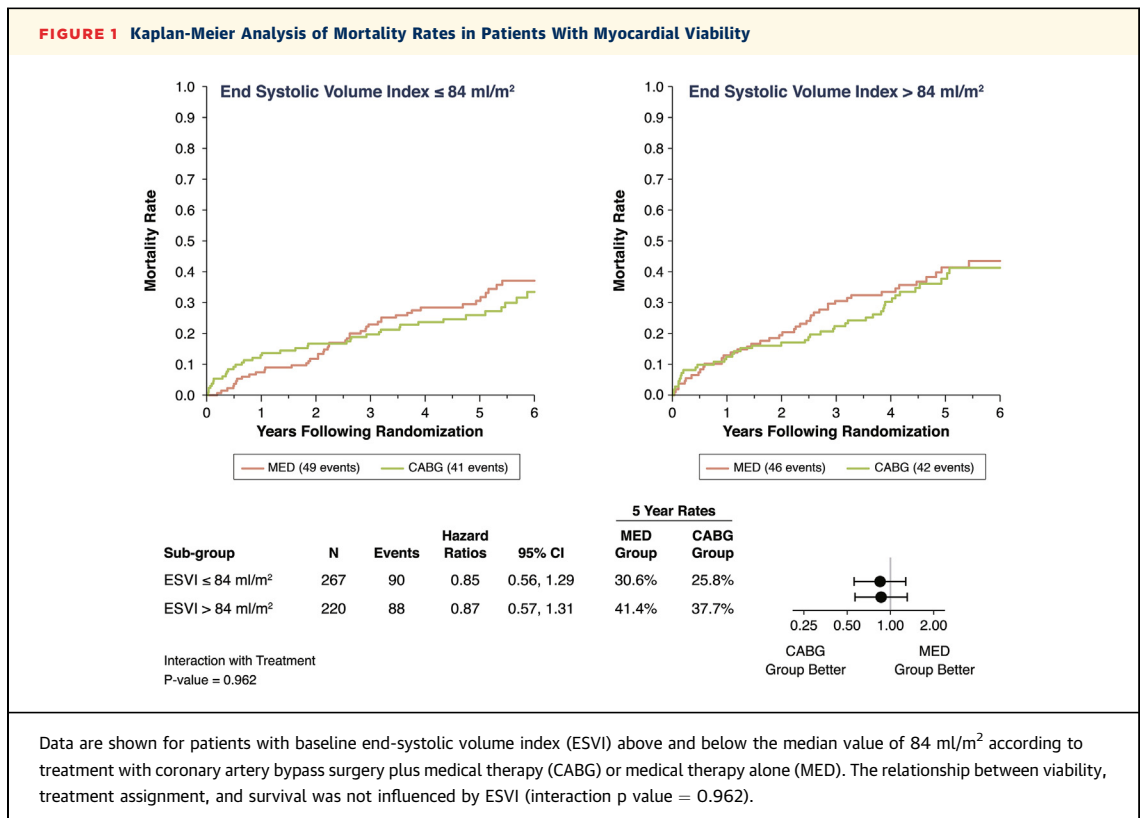 FIGURE 1 Kaplan-Meier Analysis of Mortality Rates in Patients With Myocardial Viability
End Systolic Volume Index ≤ 84 ml/m²
Mortality Rate
1.0
0.9
0.8
0.7
0.6
0.5
0.4
0.3
0.2
0.1
0.0
0 1 2 3 4 5 6
Years Following Randomization
MED (49 events) CABG (41 events)
End Systolic Volume Index > 84 ml/m²
Mortality Rate
1.0
0.9
0.8
0.7
0.6
0.5
0.4
0.3
0.2
0.1
0.0
0 1 2 3 4 5 6
Years Following Randomization
MED (46 events) CABG (42 events)
5 Year Rates
Sub-group N Events Hazard Ratios 95% CI MED Group CABG Group
ESVI ≤ 84 ml/m² 267 90 0.85 0.56, 1.29 30.6% 25.8%
ESVI > 84 ml/m² 220 88 0.87 0.57, 1.31 41.4% 37.7%
0.25 0.50 1.00 2.00
CABG Group Better
MED Group Better
Interaction with Treatment
P-value = 0.962
Data are shown for patients with baseline end-systolic volume index (ESVI) above and below the median value of 84 ml/m² according to
treatment with coronary artery bypass surgery plus medical therapy (CABG) or medical therapy alone (MED). The relationship between viability,
treatment assignment, and survival was not influenced by ESVI (interaction p value = 0.962).